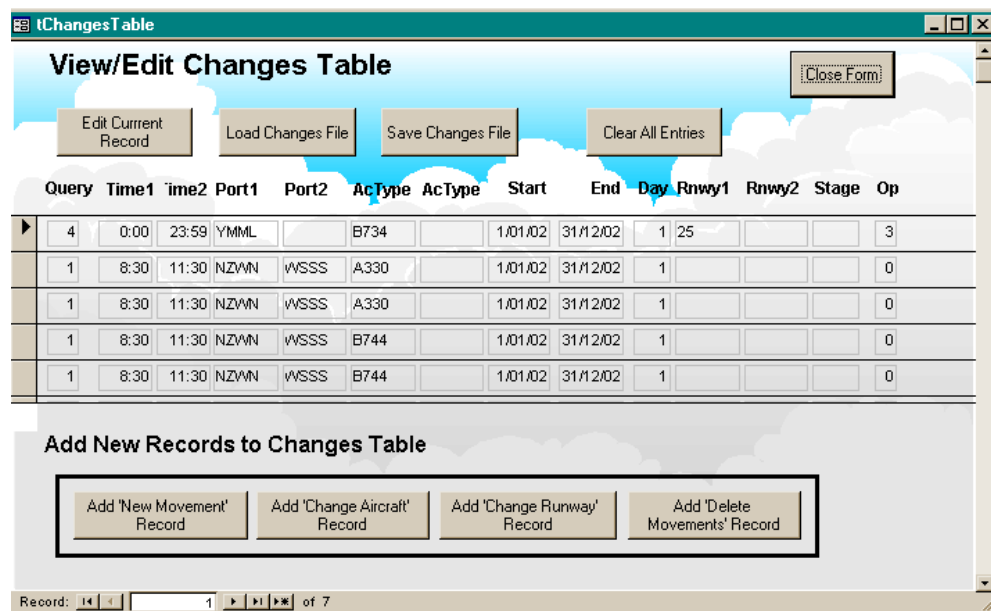 tChangesTable
View/Edit Changes Table
Close Form
Edit Currrent
Record
Load Changes File
Save Changes File
Clear All Entries
Query Time1 Time2 Port1 Port2 AcType AcType Start End Day Rnwy1 Rnwy2 Stage Op
4 0:00 23:59 YMML B734 1/01/02 31/12/02 1 25 3
1 8:30 11:30 NZWN WSSS A330 1/01/02 31/12/02 1 0
1 8:30 11:30 NZWN WSSS A330 1/01/02 31/12/02 1 0
1 8:30 11:30 NZWN WSSS B744 1/01/02 31/12/02 1 0
1 8:30 11:30 NZWN WSSS B744 1/01/02 31/12/02 1 0
Add New Records to Changes Table
Add 'New Movement'
Record
Add 'Change Aircraft'
Record
Add 'Change Runway'
Record
Add 'Delete
Movements' Record
Record: 1 of 7